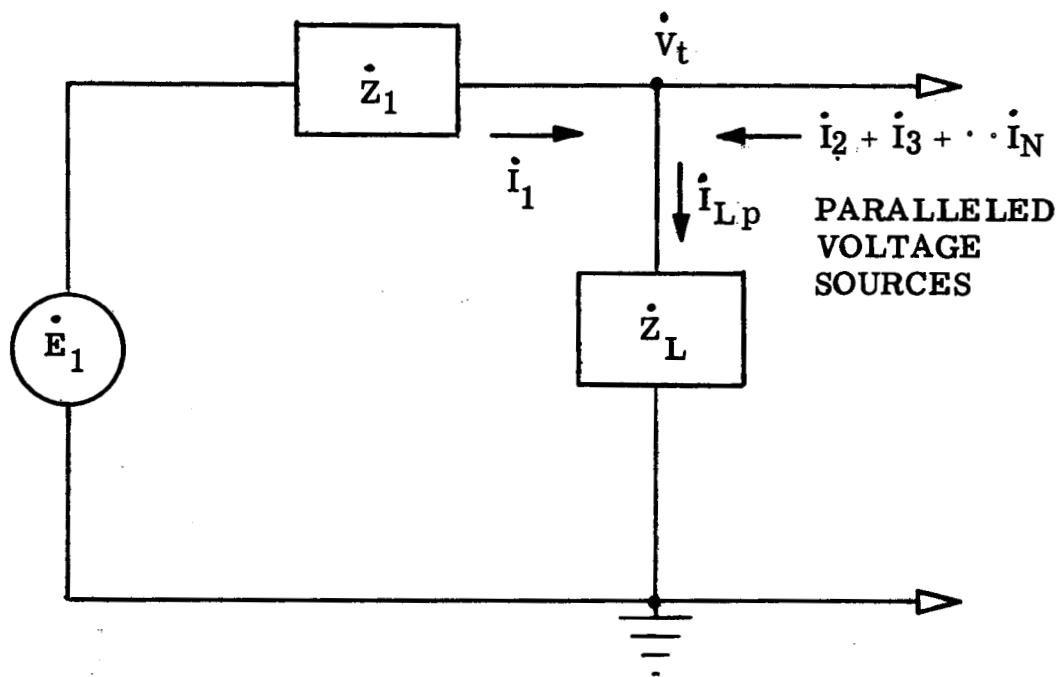 V̇t
Ż1
İ1
İ2 + İ3 + · · İN
İLp
PARALLELED
VOLTAGE
SOURCES
Ė1
ŻL